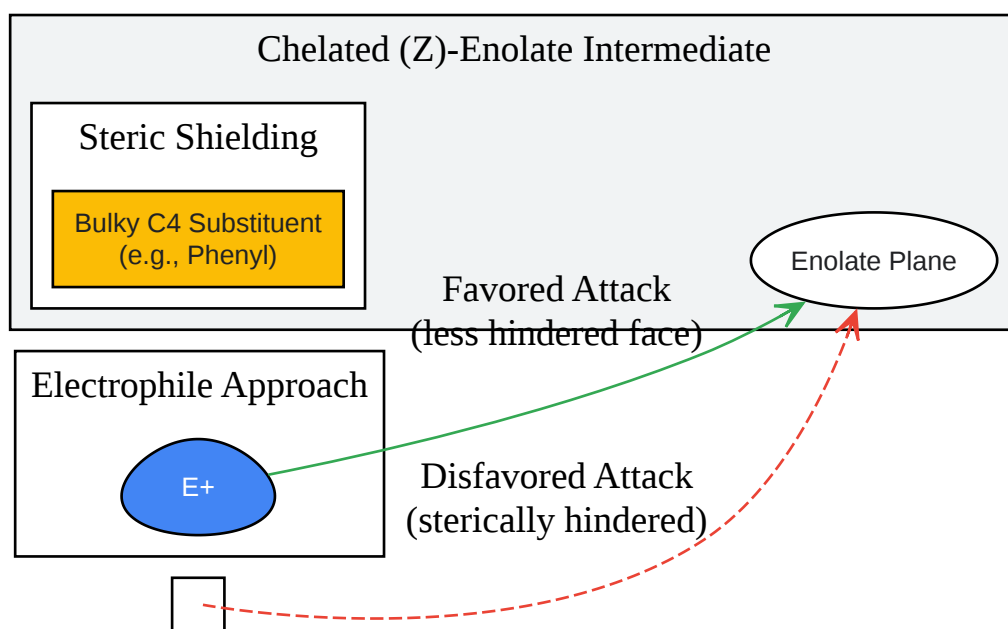 Chelated (Z)-Enolate Intermediate
Steric Shielding
Bulky C4 Substituent
(e.g., Phenyl)
Enolate Plane
Favored Attack
(less hindered face)
Electrophile Approach
E+
Disfavored Attack
(sterically hindered)